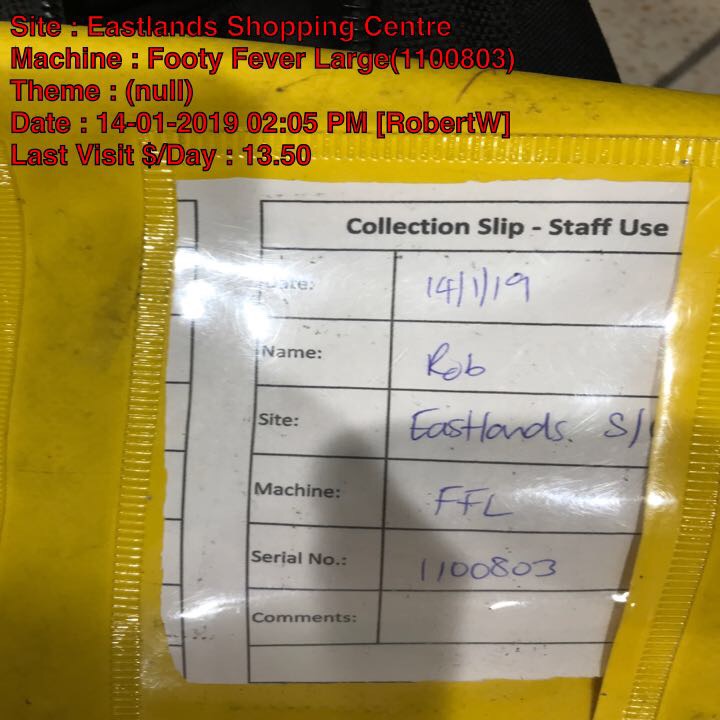 Site : Eastlands Shopping Centre
Machine : Footy Fever Large(1100803)
Theme : (null)
Date : 14-01-2019 02:05 PM [RobertW]
Last Visit $/Day : 13.50
Collection Slip - Staff Use
Date: 14/1/19
Name: Rob
Site: Eastlands. S/
Machine: FFL
Serial No.: 1100803
Comments: